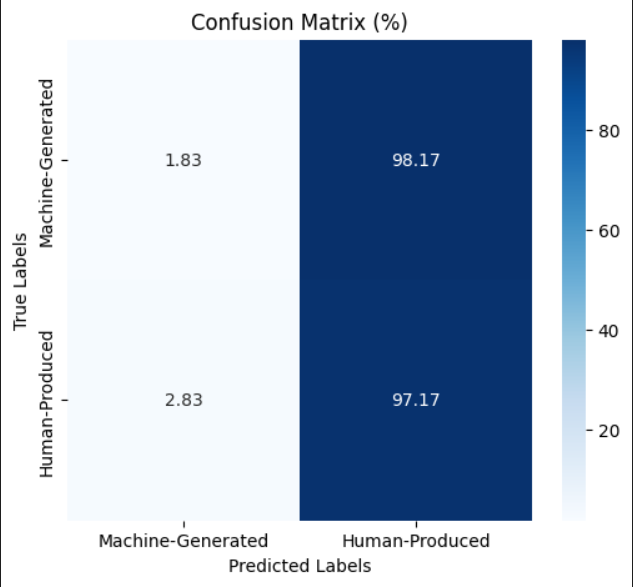 Confusion Matrix (%)
True Labels
Machine-Generated
1.83 98.17
Human-Produced
2.83 97.17
Machine-Generated Human-Produced
Predicted Labels
80
60
40
20